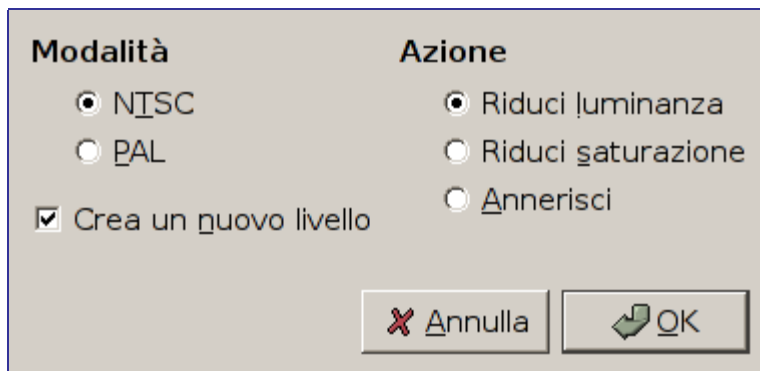 Modalità
NTSC
PAL
Crea un nuovo livello
Azione
Riduci luminanza
Riduci saturazione
Annerisci
Annulla
OK